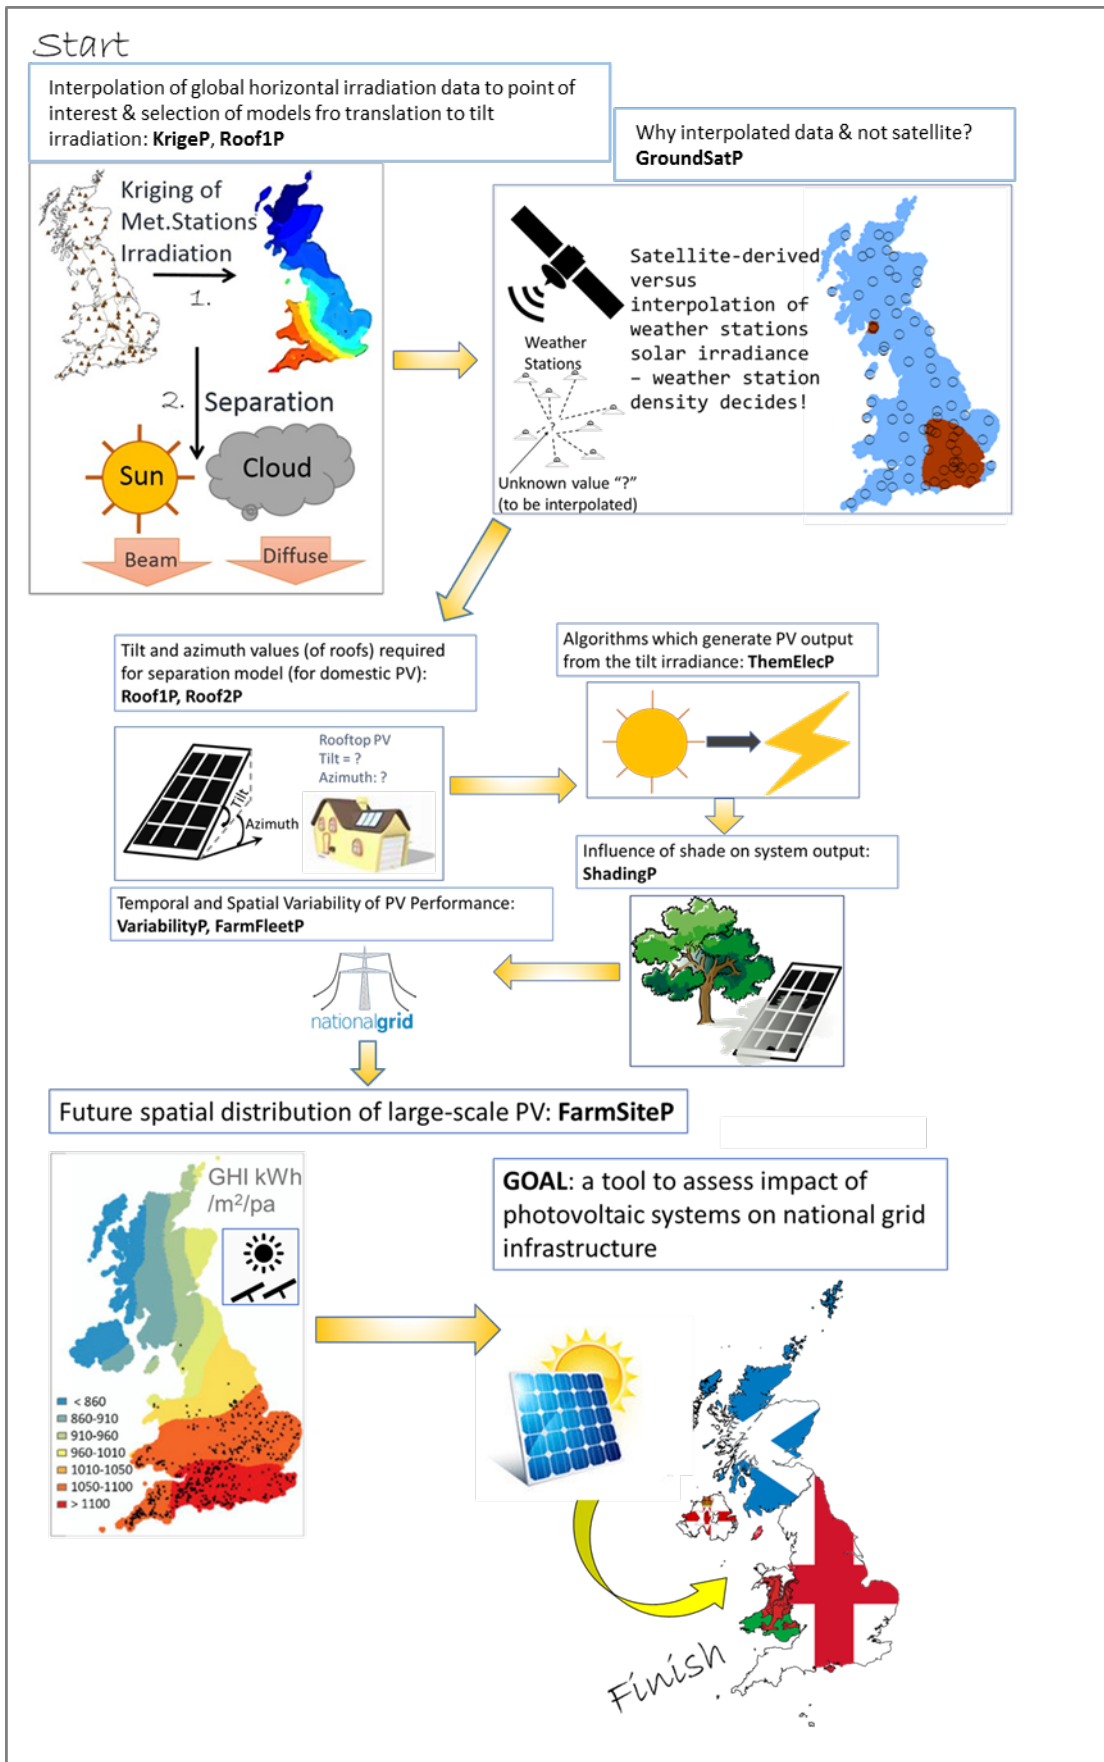 Start
Interpolation of global horizontal irradiation data to point of
interest & selection of models fro translation to tilt
irradiation: KrigeP, Roof1P
Why interpolated data & not satellite?
GroundSatP
Kriging of
Met.Stations
Irradiation
1.
2. Separation
Sun
Cloud
Beam
Diffuse
Weather
Stations
?
Unknown value “?”
(to be interpolated)
Satellite-derived
versus
interpolation of
weather stations
solar irradiance
– weather station
density decides!
Tilt and azimuth values (of roofs) required
for separation model (for domestic PV):
Roof1P, Roof2P
Tilt
Azimuth
Rooftop PV
Tilt = ?
Azimuth: ?
Algorithms which generate PV output
from the tilt irradiance: ThemElecP
Influence of shade on system output:
ShadingP
Temporal and Spatial Variability of PV Performance:
VariabilityP, FarmFleetP
nationalgrid
Future spatial distribution of large-scale PV: FarmSiteP
GHI kWh
/m²/pa
< 860
860-910
910-960
960-1010
1010-1050
1050-1100
> 1100
GOAL: a tool to assess impact of
photovoltaic systems on national grid
infrastructure
Finish